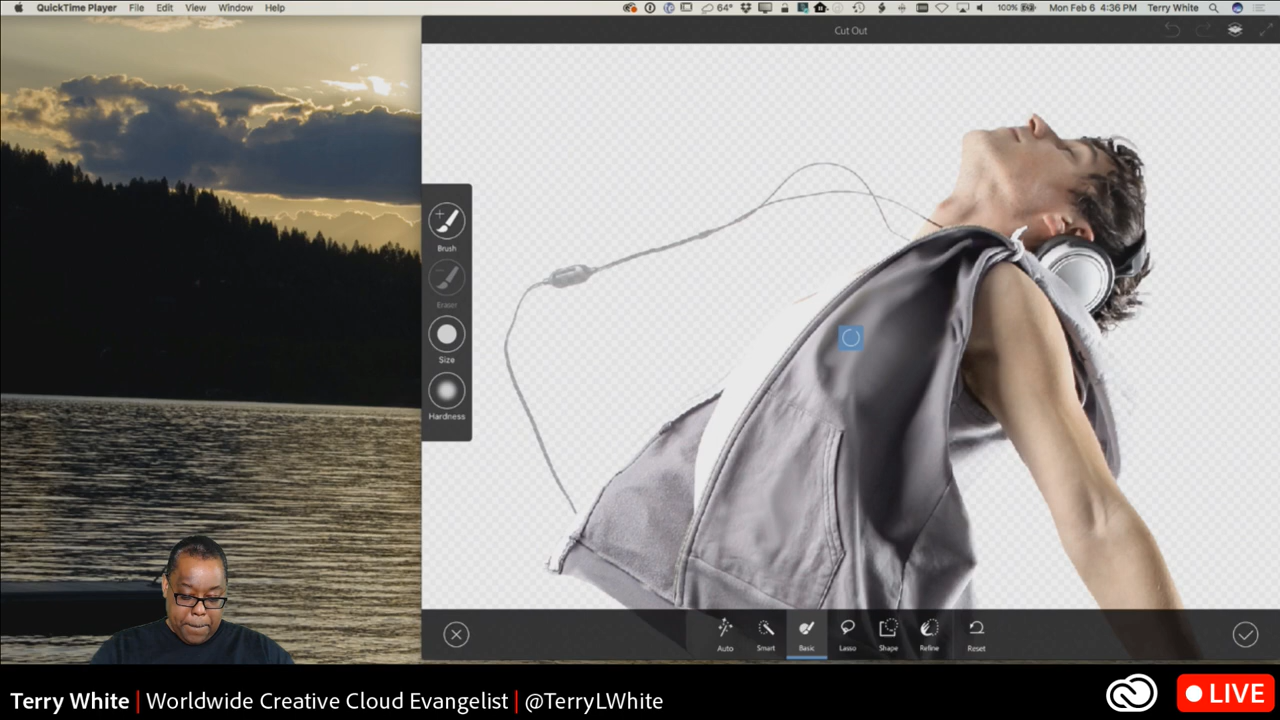 QuickTime Player File Edit View Window Help 64° 100% Mon Feb 6 4:36 PM Terry White
Cut Out
Brush
Eraser
Size
Hardness
Auto Smart Basic Lasso Shape Refine Reset
Terry White | Worldwide Creative Cloud Evangelist | @TerryLWhite
LIVE